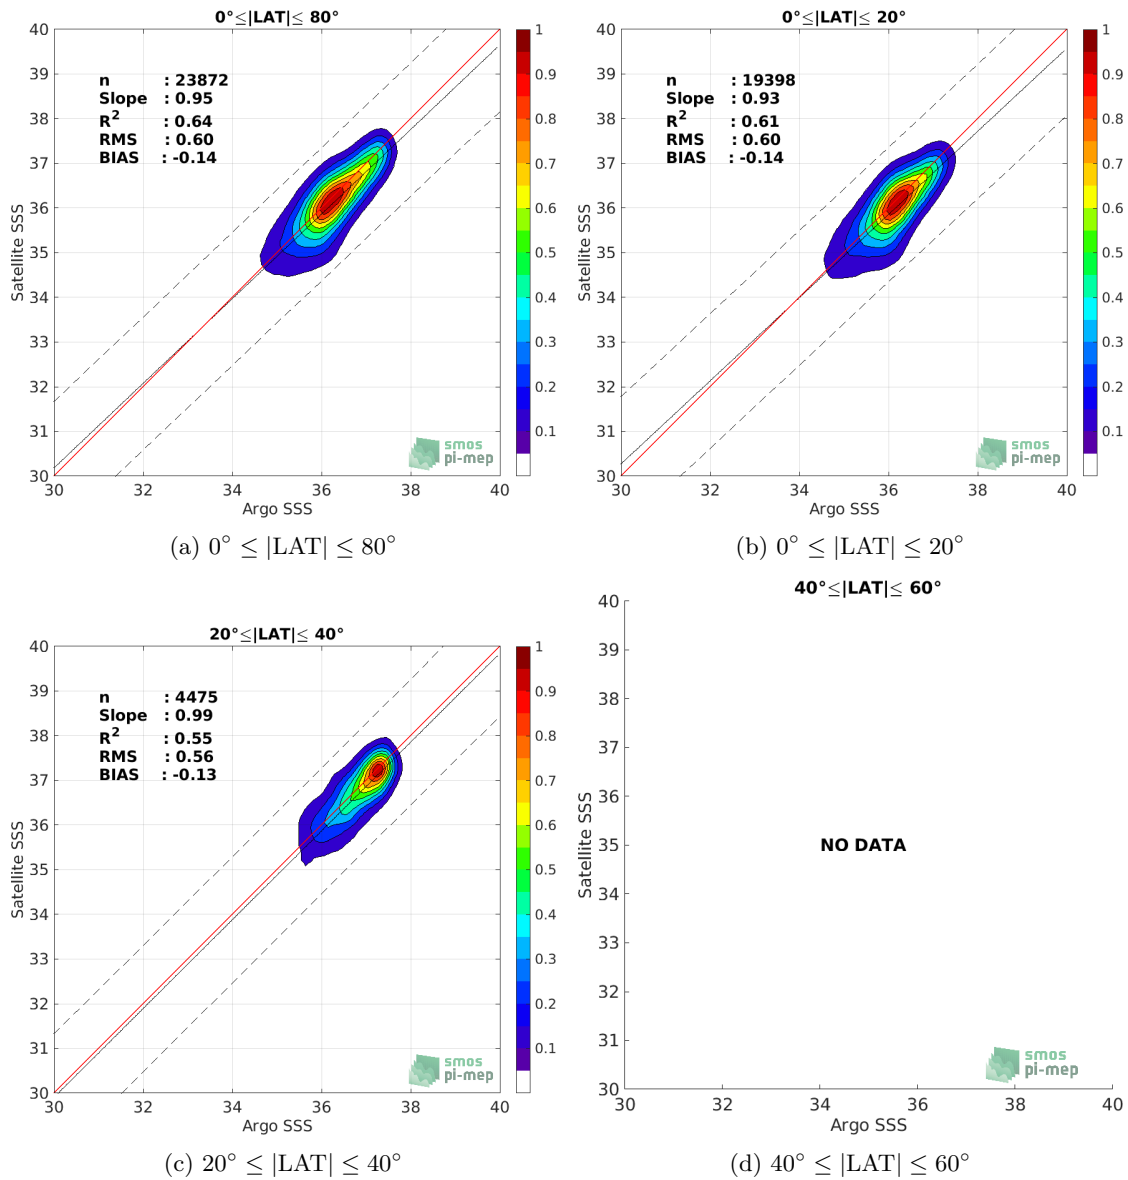 0°≤|LAT|≤ 80°
n : 23872
Slope : 0.95
R2 : 0.64
RMS : 0.60
BIAS : -0.14
40
39
38
37
36
35
34
33
32
31
30
30 32 34 36 38 40
Satellite SSS
Argo SSS
1
0.9
0.8
0.7
0.6
0.5
0.4
0.3
0.2
0.1
smos
pi-mep
(a) 0° ≤ |LAT| ≤ 80°
0°≤|LAT|≤ 20°
n : 19398
Slope : 0.93
R2 : 0.61
RMS : 0.60
BIAS : -0.14
40
39
38
37
36
35
34
33
32
31
30
30 32 34 36 38 40
Satellite SSS
Argo SSS
1
0.9
0.8
0.7
0.6
0.5
0.4
0.3
0.2
0.1
smos
pi-mep
(b) 0° ≤ |LAT| ≤ 20°
20°≤|LAT|≤ 40°
n : 4475
Slope : 0.99
R2 : 0.55
RMS : 0.56
BIAS : -0.13
40
39
38
37
36
35
34
33
32
31
30
30 32 34 36 38 40
Satellite SSS
Argo SSS
1
0.9
0.8
0.7
0.6
0.5
0.4
0.3
0.2
0.1
smos
pi-mep
(c) 20° ≤ |LAT| ≤ 40°
40°≤|LAT|≤ 60°
40
39
38
37
36
35
34
33
32
31
30
30 32 34 36 38 40
Satellite SSS
Argo SSS
NO DATA
smos
pi-mep
(d) 40° ≤ |LAT| ≤ 60°